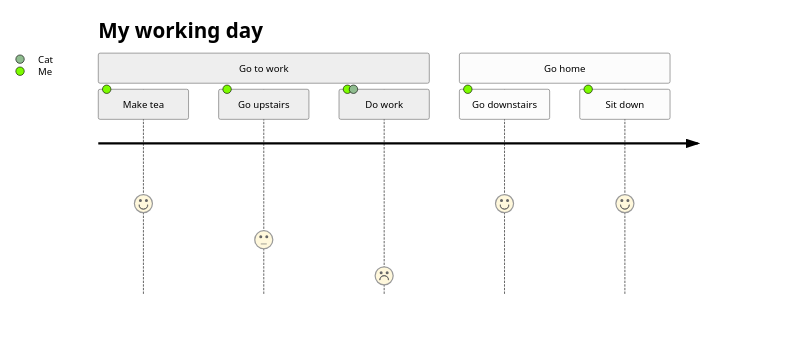 My working day
Cat
Me
Go to work
Go home
Make tea
Go upstairs
Do work
Go downstairs
Sit down